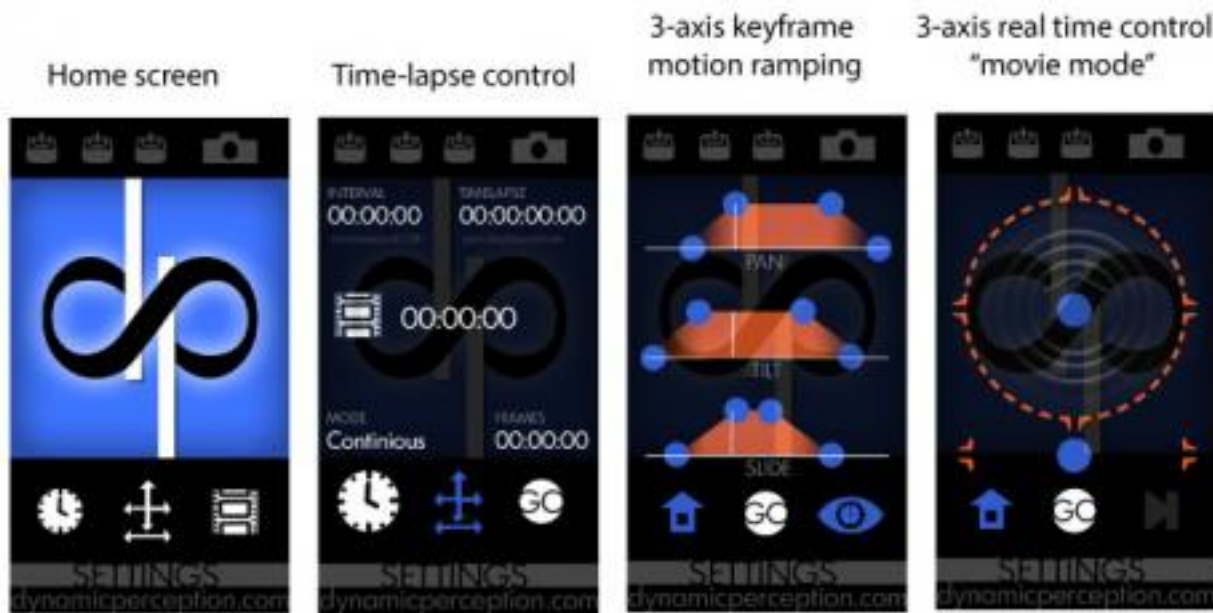 Home screen
Time-lapse control
3-axis keyframe
motion ramping
3-axis real time control
"movie mode"
SETTINGS
dynamicperception.com
INTERVAL
TIMELAPSE
00:00:00
00:00:00:00
00:00:00
MODE
FRAMES
Continious
00:00:00
GO
SETTINGS
dynamicperception.com
PAN
TILT
SLIDE
GO
SETTINGS
dynamicperception.com
GO
SETTINGS
dynamicperception.com